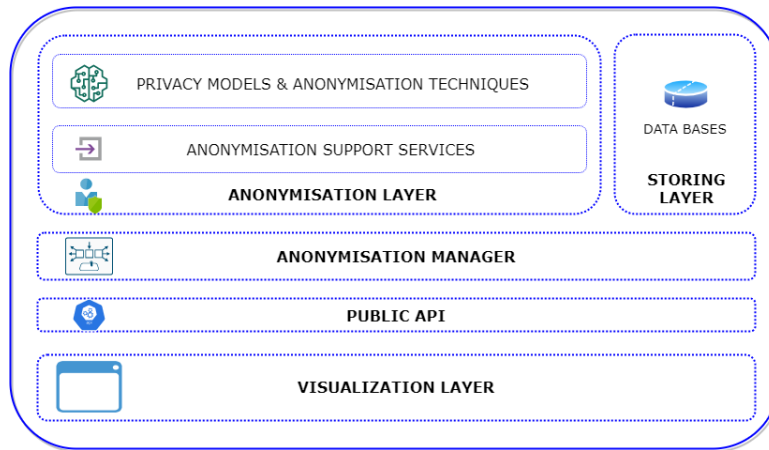 PRIVACY MODELS & ANONYMISATION TECHNIQUES
ANONYMISATION SUPPORT SERVICES
ANONYMISATION LAYER
DATA BASES
STORING
LAYER
ANONYMISATION MANAGER
PUBLIC API
VISUALIZATION LAYER